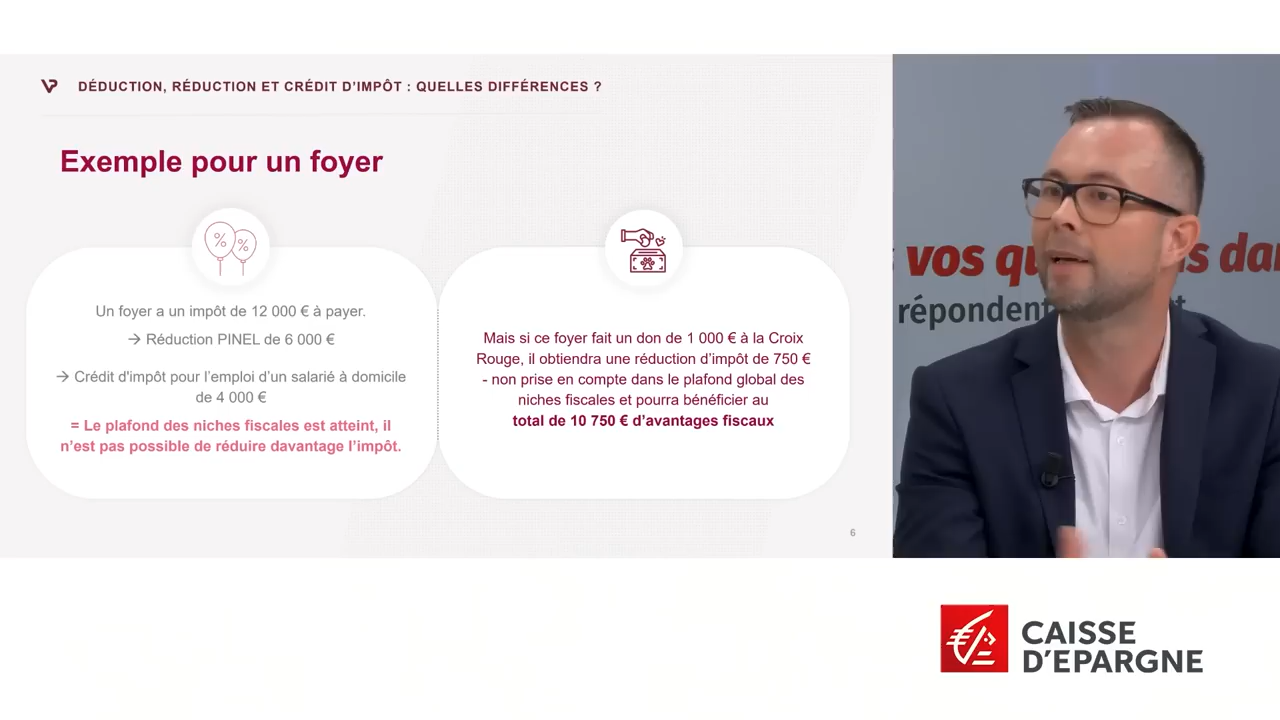 DÉDUCTION, RÉDUCTION ET CRÉDIT D'IMPÔT : QUELLES DIFFÉRENCES ?
Exemple pour un foyer
%
%
Un foyer a un impôt de 12 000 € à payer.
→ Réduction PINEL de 6 000 €
→ Crédit d'impôt pour l’emploi d’un salarié à domicile
de 4 000 €
= Le plafond des niches fiscales est atteint, il
n’est pas possible de réduire davantage l’impôt.
Mais si ce foyer fait un don de 1 000 € à la Croix
Rouge, il obtiendra une réduction d’impôt de 750 €
- non prise en compte dans le plafond global des
niches fiscales et pourra bénéficier au
total de 10 750 € d’avantages fiscaux
6
vos
répondent
CAISSE
D'EPARGNE